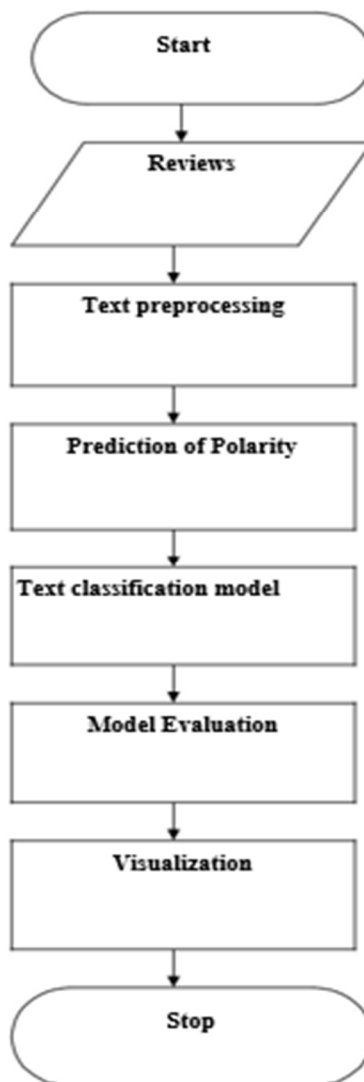 Start
Reviews
Text preprocessing
Prediction of Polarity
Text classification model
Model Evaluation
Visualization
Stop